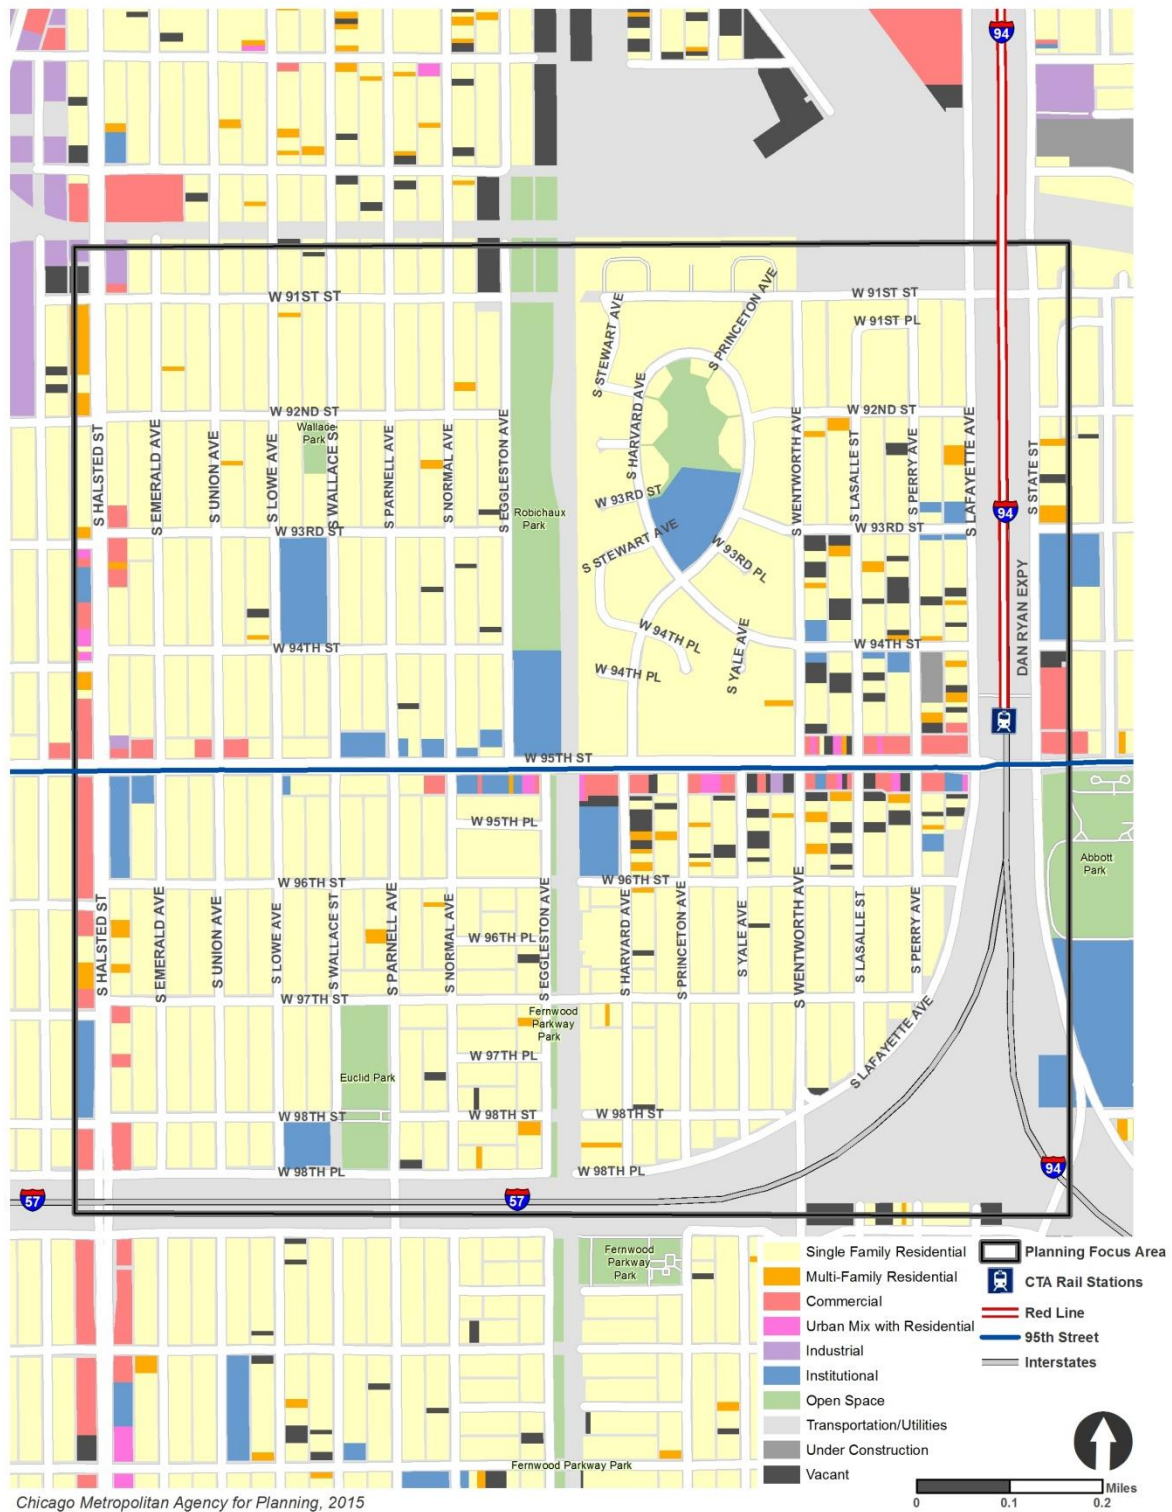 94
W 91ST ST
W 91ST ST
S STEWART AVE
S PRINCETON AVE
W 91ST PL
S HARVARD AVE
W 92ND ST
W 92ND ST
Wallace
Park
S HALSTED ST
S EMERALD AVE
S UNION AVE
S LOWE AVE
S WALLACE ST
S PARNELL AVE
S NORMAL AVE
S EGGLESTON AVE
S WENTWORTH AVE
S LASALLE ST
S PERRY AVE
S LAFAYETTE AVE
S STATE ST
W 93RD ST
Robichaux
Park
94
W 93RD ST
W 93RD ST
S STEWART AVE
W 93RD PL
DAN RYAN EXPY
W 94TH ST
W 94TH PL
W 94TH ST
W 94TH PL
S YALE AVE
W 95TH ST
W 95TH PL
Abbott
Park
W 96TH ST
W 96TH ST
S HALSTED ST
S EMERALD AVE
S UNION AVE
S LOWE AVE
S WALLACE ST
S PARNELL AVE
S NORMAL AVE
S EGGLESTON AVE
S HARVARD AVE
S PRINCETON AVE
S YALE AVE
S WENTWORTH AVE
S LASALLE ST
S PERRY AVE
W 96TH PL
W 97TH ST
Fernwood
Parkway
Park
S LAFAYETTE AVE
W 97TH PL
Euclid Park
W 98TH ST
W 98TH ST
W 98TH ST
W 98TH PL
W 98TH PL
94
57
57
Fernwood
Parkway
Park
Single Family Residential
Multi-Family Residential
Commercial
Urban Mix with Residential
Industrial
Institutional
Open Space
Transportation/Utilities
Under Construction
Vacant
Planning Focus Area
CTA Rail Stations
Red Line
95th Street
Interstates
Fernwood Parkway Park
Miles
0 0.1 0.2
Chicago Metropolitan Agency for Planning, 2015